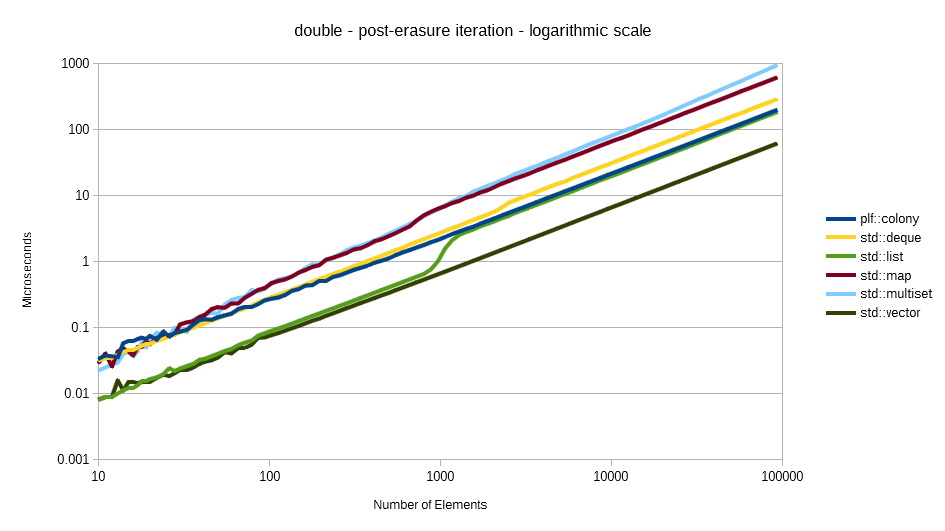 double - post-erasure iteration - logarithmic scale
1000
100
10
1
0.1
0.01
0.001
Microseconds
10 100 1000 10000 100000
Number of Elements
plf::colony
std::deque
std::list
std::map
std::multiset
std::vector